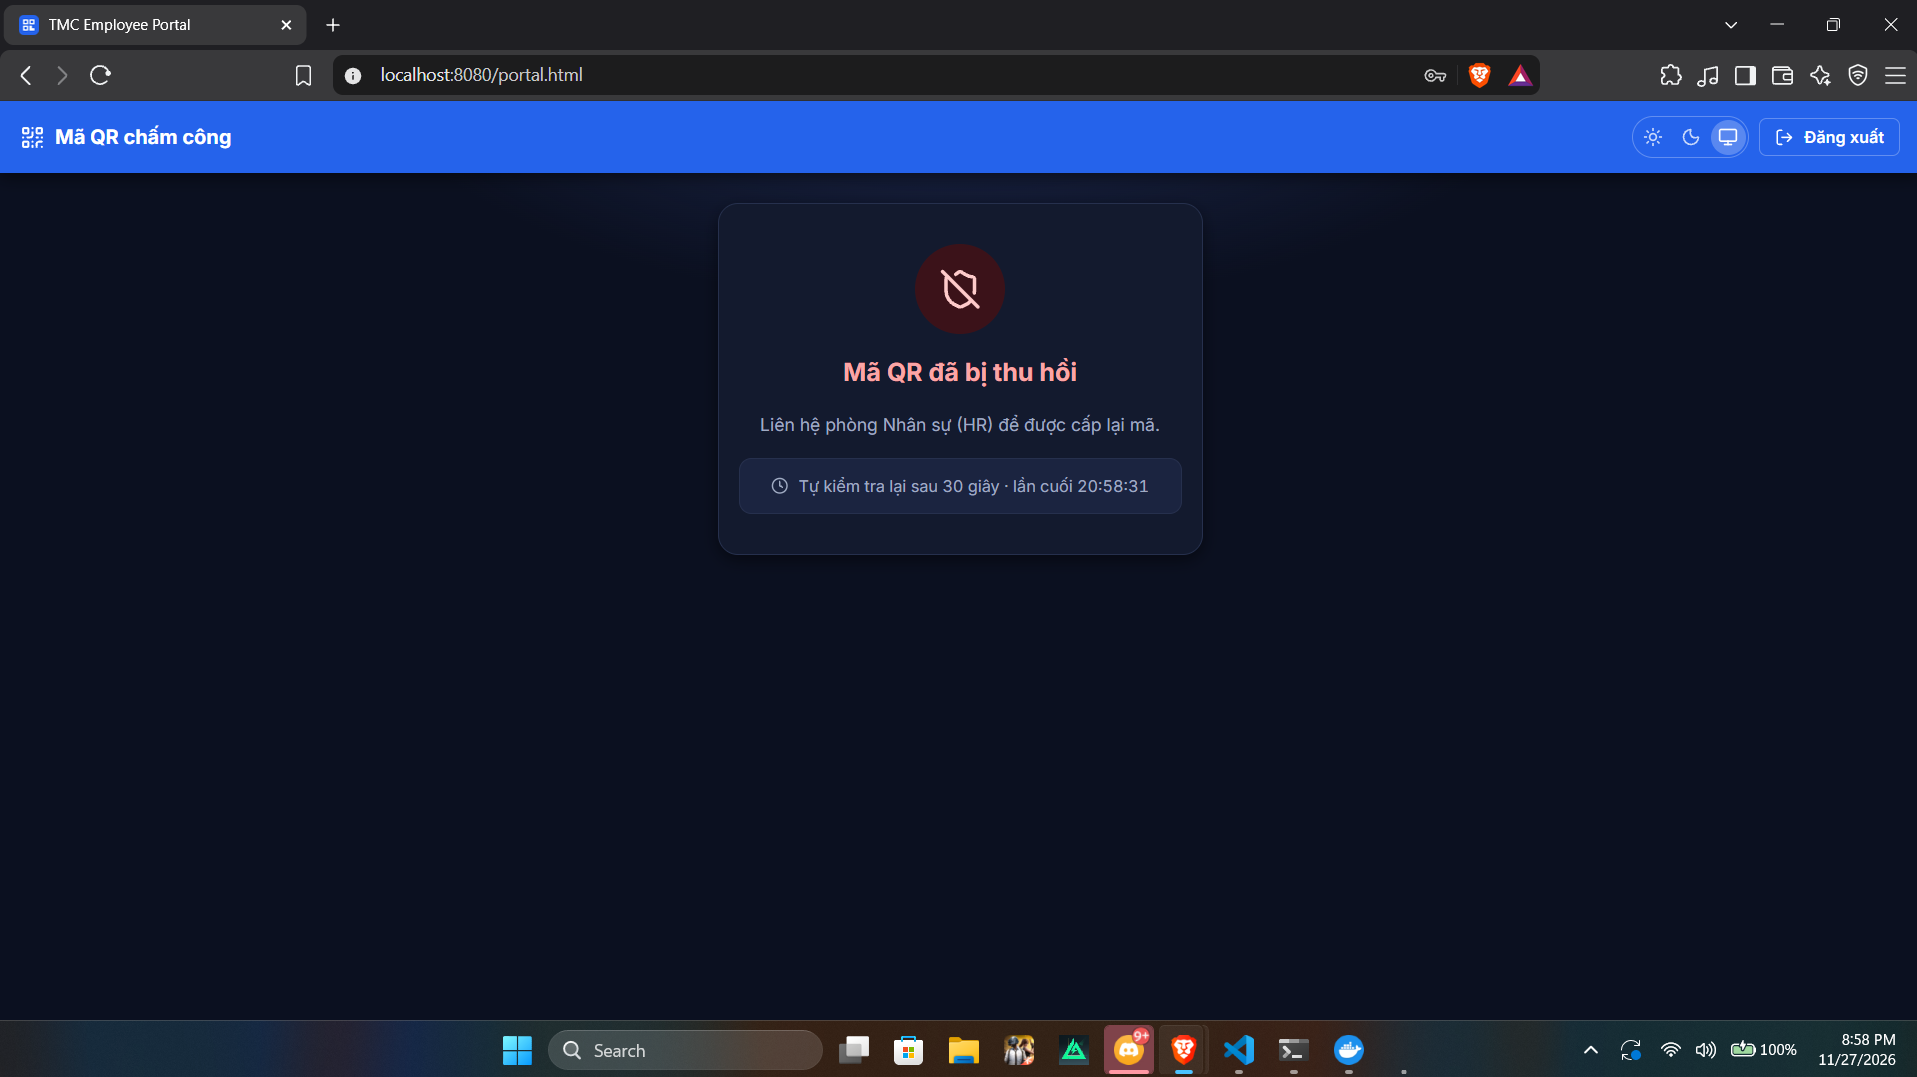 TMC Employee Portal
localhost:8080/portal.html
Mã QR chấm công
Đăng xuất
Mã QR đã bị thu hồi
Liên hệ phòng Nhân sự (HR) để được cấp lại mã.
Tự kiểm tra lại sau 30 giây · lần cuối 20:58:31
Search
9+
100%
8:58 PM
11/27/2026